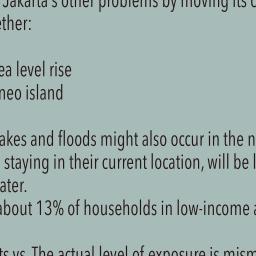 Jakarta's other problems by moving its
ther:
ea level rise
neo island
akes and floods might also occur in the n
staying in their current location, will be l
ater.
about 13% of households in low-income a
ts vs. The actual level of exposure is mism